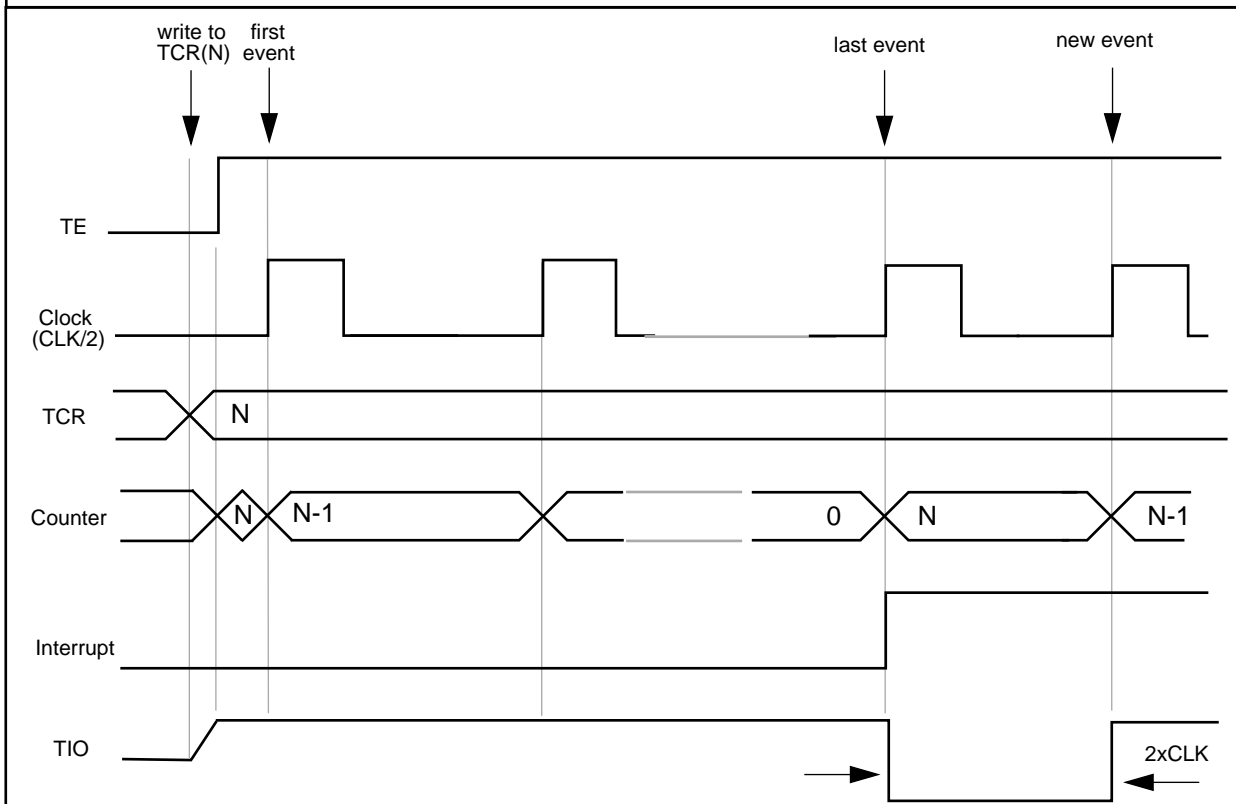 write to
TCR(N)
first
event
last event
new event
TE
Clock
(CLK/2)
TCR
N
Counter
N
N-1
0
N
N-1
Interrupt
TIO
2xCLK